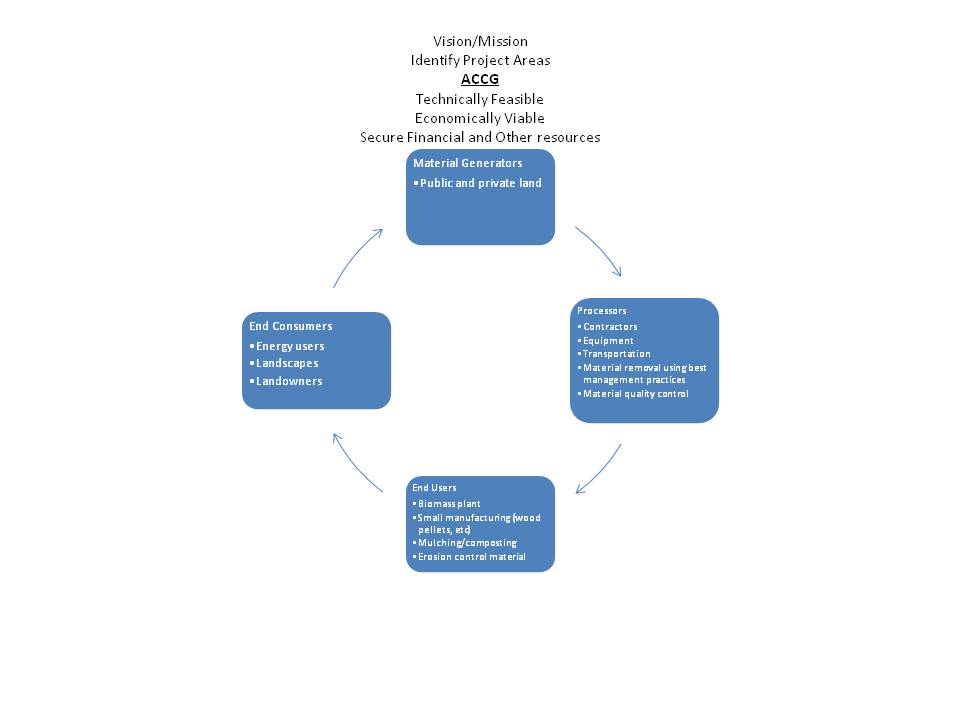 Vision/Mission
Identify Project Areas
ACCG
Technically Feasible
Economically Viable
Secure Financial and Other resources
Material Generators
•Public and private land
Processors
•Contractors
•Equipment
•Transportation
•Material removal using best
management practices
•Material quality control
End Users
•Biomass plant
•Small manufacturing (wood
pellets, etc)
•Mulching/composting
•Erosion control material
End Consumers
•Energy users
•Landscapes
•Landowners